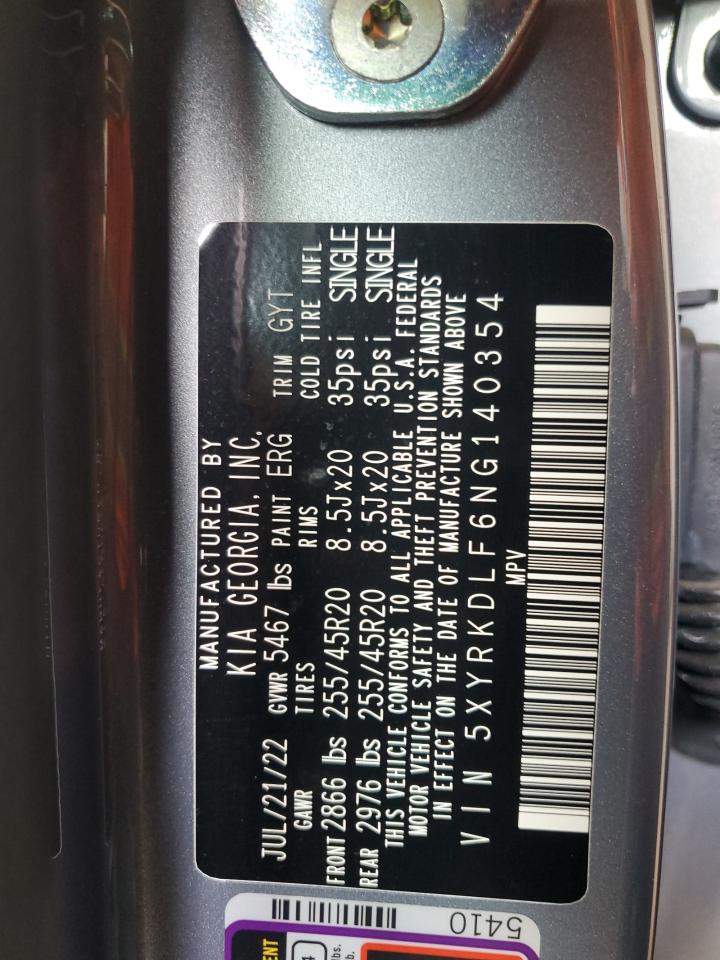 MANUFACTURED BY
KIA GEORGIA, INC.
JUL/21/22 GVWR 5467 lbs PAINT ERG TRIM GYT
GAWR TIRES RIMS COLD TIRE INFL
FRONT 2866 lbs 255/45R20 8.5Jx20 35psi SINGLE
REAR 2976 lbs 255/45R20 8.5Jx20 35psi SINGLE
THIS VEHICLE CONFORMS TO ALL APPLICABLE U.S.A. FEDERAL
MOTOR VEHICLE SAFETY AND THEFT PREVENTION STANDARDS
IN EFFECT ON THE DATE OF MANUFACTURE SHOWN ABOVE
VIN 5XYRKDLF6NG140354
MPV
5410
lbs.